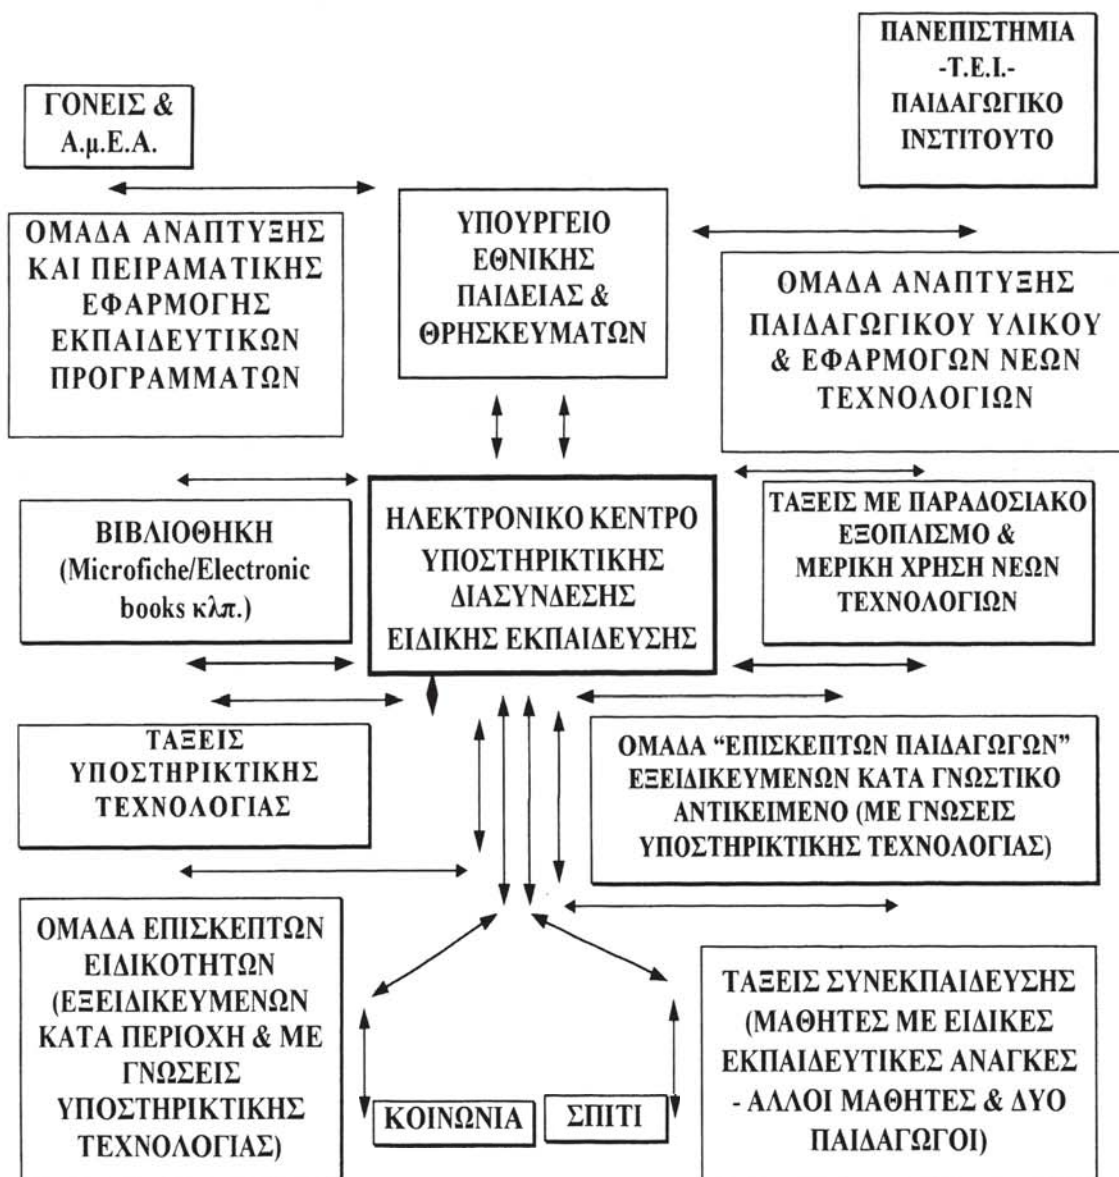 ΠΑΝΕΠΙΣΤΗΜΙΑ
-Τ.Ε.Ι.-
ΠΑΙΔΑΓΩΓΙΚΟ
ΙΝΣΤΙΤΟΥΤΟ
ΓΟΝΕΙΣ &
Α.μ.Ε.Α.
ΟΜΑΔΑ ΑΝΑΠΤΥΞΗΣ
ΚΑΙ ΠΕΙΡΑΜΑΤΙΚΗΣ
ΕΦΑΡΜΟΓΗΣ
ΕΚΠΑΙΔΕΥΤΙΚΩΝ
ΠΡΟΓΡΑΜΜΑΤΩΝ
ΥΠΟΥΡΓΕΙΟ
ΕΘΝΙΚΗΣ
ΠΑΙΔΕΙΑΣ &
ΘΡΗΣΚΕΥΜΑΤΩΝ
ΟΜΑΔΑ ΑΝΑΠΤΥΞΗΣ
ΠΑΙΔΑΓΩΓΙΚΟΥ ΥΛΙΚΟΥ
& ΕΦΑΡΜΟΓΩΝ ΝΕΩΝ
ΤΕΧΝΟΛΟΓΙΩΝ
ΒΙΒΛΙΟΘΗΚΗ
(Microfiche/Electronic
books κλπ.)
ΗΛΕΚΤΡΟΝΙΚΟ ΚΕΝΤΡΟ
ΥΠΟΣΤΗΡΙΚΤΙΚΗΣ
ΔΙΑΣΥΝΔΕΣΗΣ
ΕΙΔΙΚΗΣ ΕΚΠΑΙΔΕΥΣΗΣ
ΤΑΞΕΙΣ ΜΕ ΠΑΡΑΔΟΣΙΑΚΟ
ΕΞΟΠΛΙΣΜΟ &
ΜΕΡΙΚΗ ΧΡΗΣΗ ΝΕΩΝ
ΤΕΧΝΟΛΟΓΙΩΝ
ΤΑΞΕΙΣ
ΥΠΟΣΤΗΡΙΚΤΙΚΗΣ
ΤΕΧΝΟΛΟΓΙΑΣ
ΟΜΑΔΑ “ΕΠΙΣΚΕΠΤΩΝ ΠΑΙΔΑΓΩΓΩΝ”
ΕΞΕΙΔΙΚΕΥΜΕΝΩΝ ΚΑΤΑ ΓΝΩΣΤΙΚΟ
ΑΝΤΙΚΕΙΜΕΝΟ (ΜΕ ΓΝΩΣΕΙΣ
ΥΠΟΣΤΗΡΙΚΤΙΚΗΣ ΤΕΧΝΟΛΟΓΙΑΣ)
ΟΜΑΔΑ ΕΠΙΣΚΕΠΤΩΝ
ΕΙΔΙΚΟΤΗΤΩΝ
(ΕΞΕΙΔΙΚΕΥΜΕΝΩΝ
ΚΑΤΑ ΠΕΡΙΟΧΗ & ΜΕ
ΓΝΩΣΕΙΣ
ΥΠΟΣΤΗΡΙΚΤΙΚΗΣ
ΤΕΧΝΟΛΟΓΙΑΣ)
ΚΟΙΝΩΝΙΑ
ΣΠΙΤΙ
ΤΑΞΕΙΣ ΣΥΝΕΚΠΑΙΔΕΥΣΗΣ
(ΜΑΘΗΤΕΣ ΜΕ ΕΙΔΙΚΕΣ
ΕΚΠΑΙΔΕΥΤΙΚΕΣ ΑΝΑΓΚΕΣ
- ΑΛΛΟΙ ΜΑΘΗΤΕΣ & ΔΥΟ
ΠΑΙΔΑΓΩΓΟΙ)